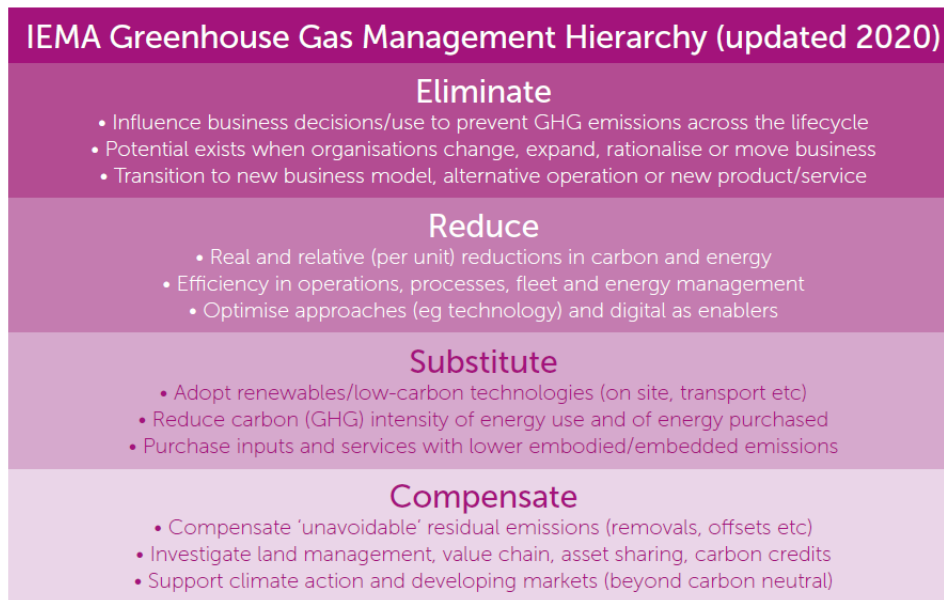 IEMA Greenhouse Gas Management Hierarchy (updated 2020)
Eliminate
• Influence business decisions/use to prevent GHG emissions across the lifecycle
• Potential exists when organisations change, expand, rationalise or move business
• Transition to new business model, alternative operation or new product/service
Reduce
• Real and relative (per unit) reductions in carbon and energy
• Efficiency in operations, processes, fleet and energy management
• Optimise approaches (eg technology) and digital as enablers
Substitute
• Adopt renewables/low-carbon technologies (on site, transport etc)
• Reduce carbon (GHG) intensity of energy use and of energy purchased
• Purchase inputs and services with lower embodied/embedded emissions
Compensate
• Compensate ‘unavoidable’ residual emissions (removals, offsets etc)
• Investigate land management, value chain, asset sharing, carbon credits
• Support climate action and developing markets (beyond carbon neutral)